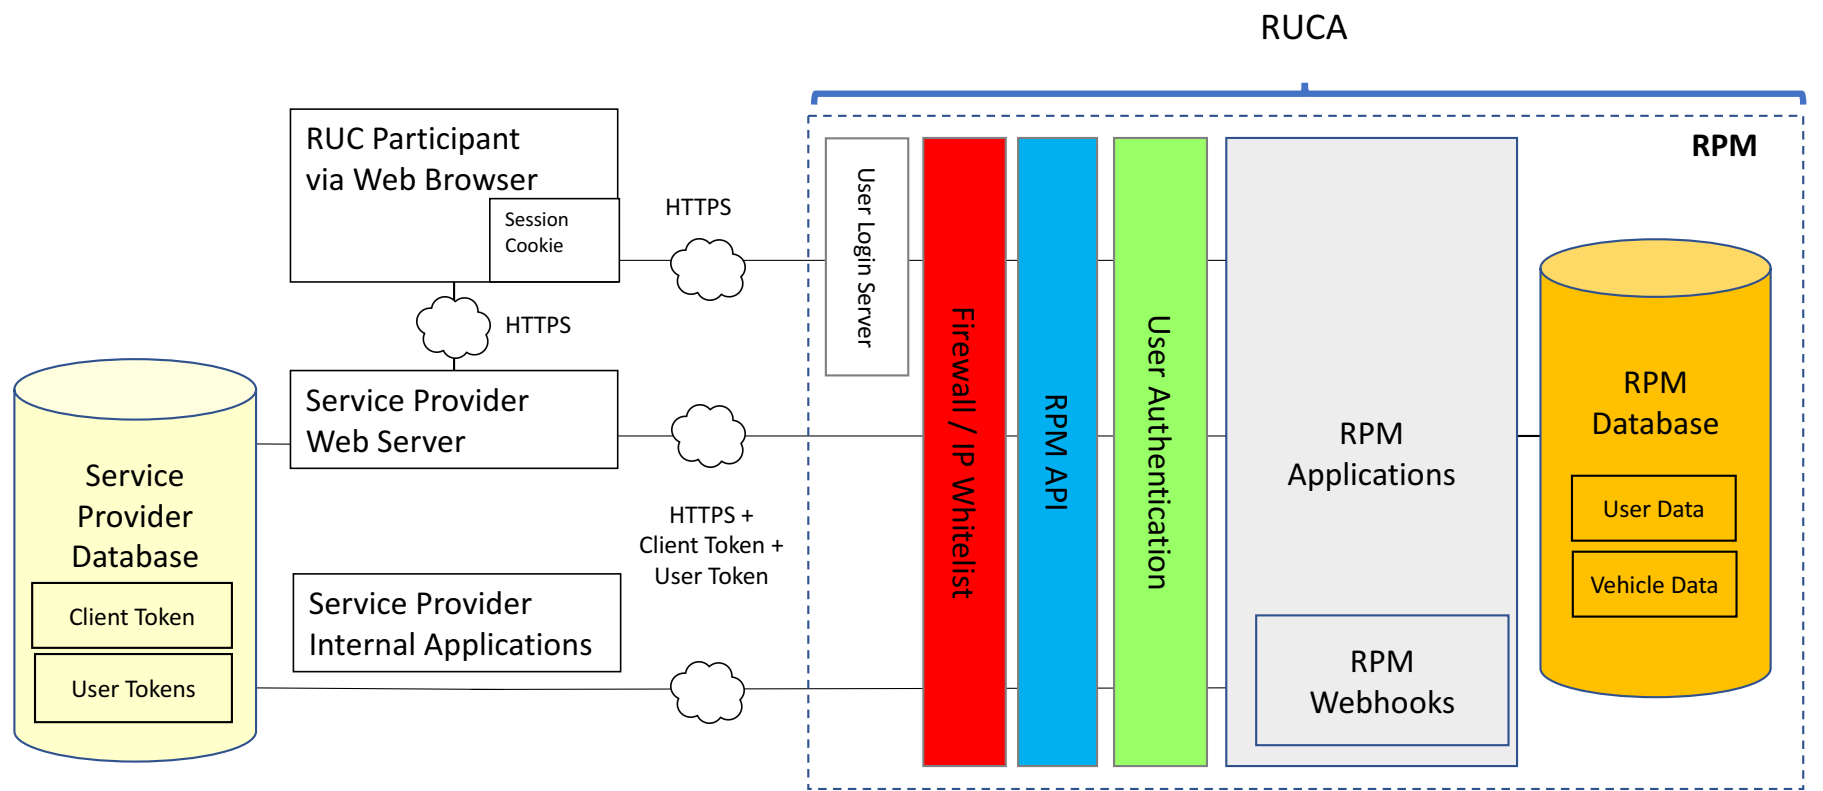 RUCA
RPM
RUC Participant
via Web Browser
Session
Cookie
HTTPS
HTTPS
User Login Server
Firewall / IP Whitelist
RPM API
User Authentication
Service Provider
Web Server
HTTPS +
Client Token +
User Token
Service Provider
Internal Applications
Service
Provider
Database
Client Token
User Tokens
RPM
Applications
RPM
Webhooks
RPM
Database
User Data
Vehicle Data